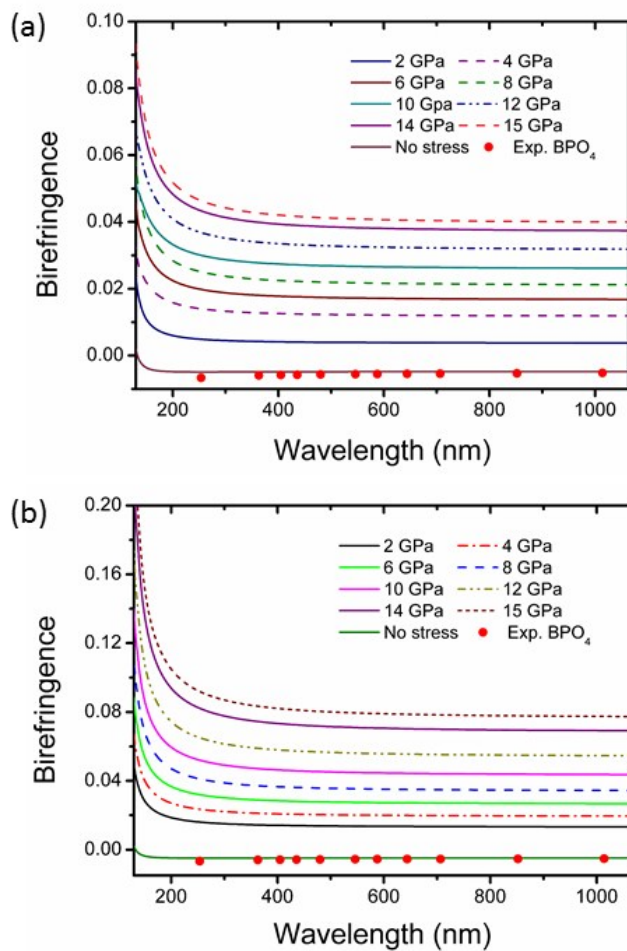 (a)
0.10
0.08
0.06
0.04
0.02
0.00
Birefringence
2 GPa 4 GPa
6 GPa 8 GPa
10 Gpa 12 GPa
14 GPa 15 GPa
No stress Exp. BPO₄
200 400 600 800 1000
Wavelength (nm)
(b)
0.20
0.16
0.12
0.08
0.04
0.00
Birefringence
2 GPa 4 GPa
6 GPa 8 GPa
10 GPa 12 GPa
14 GPa 15 GPa
No stress Exp. BPO₄
200 400 600 800 1000
Wavelength (nm)